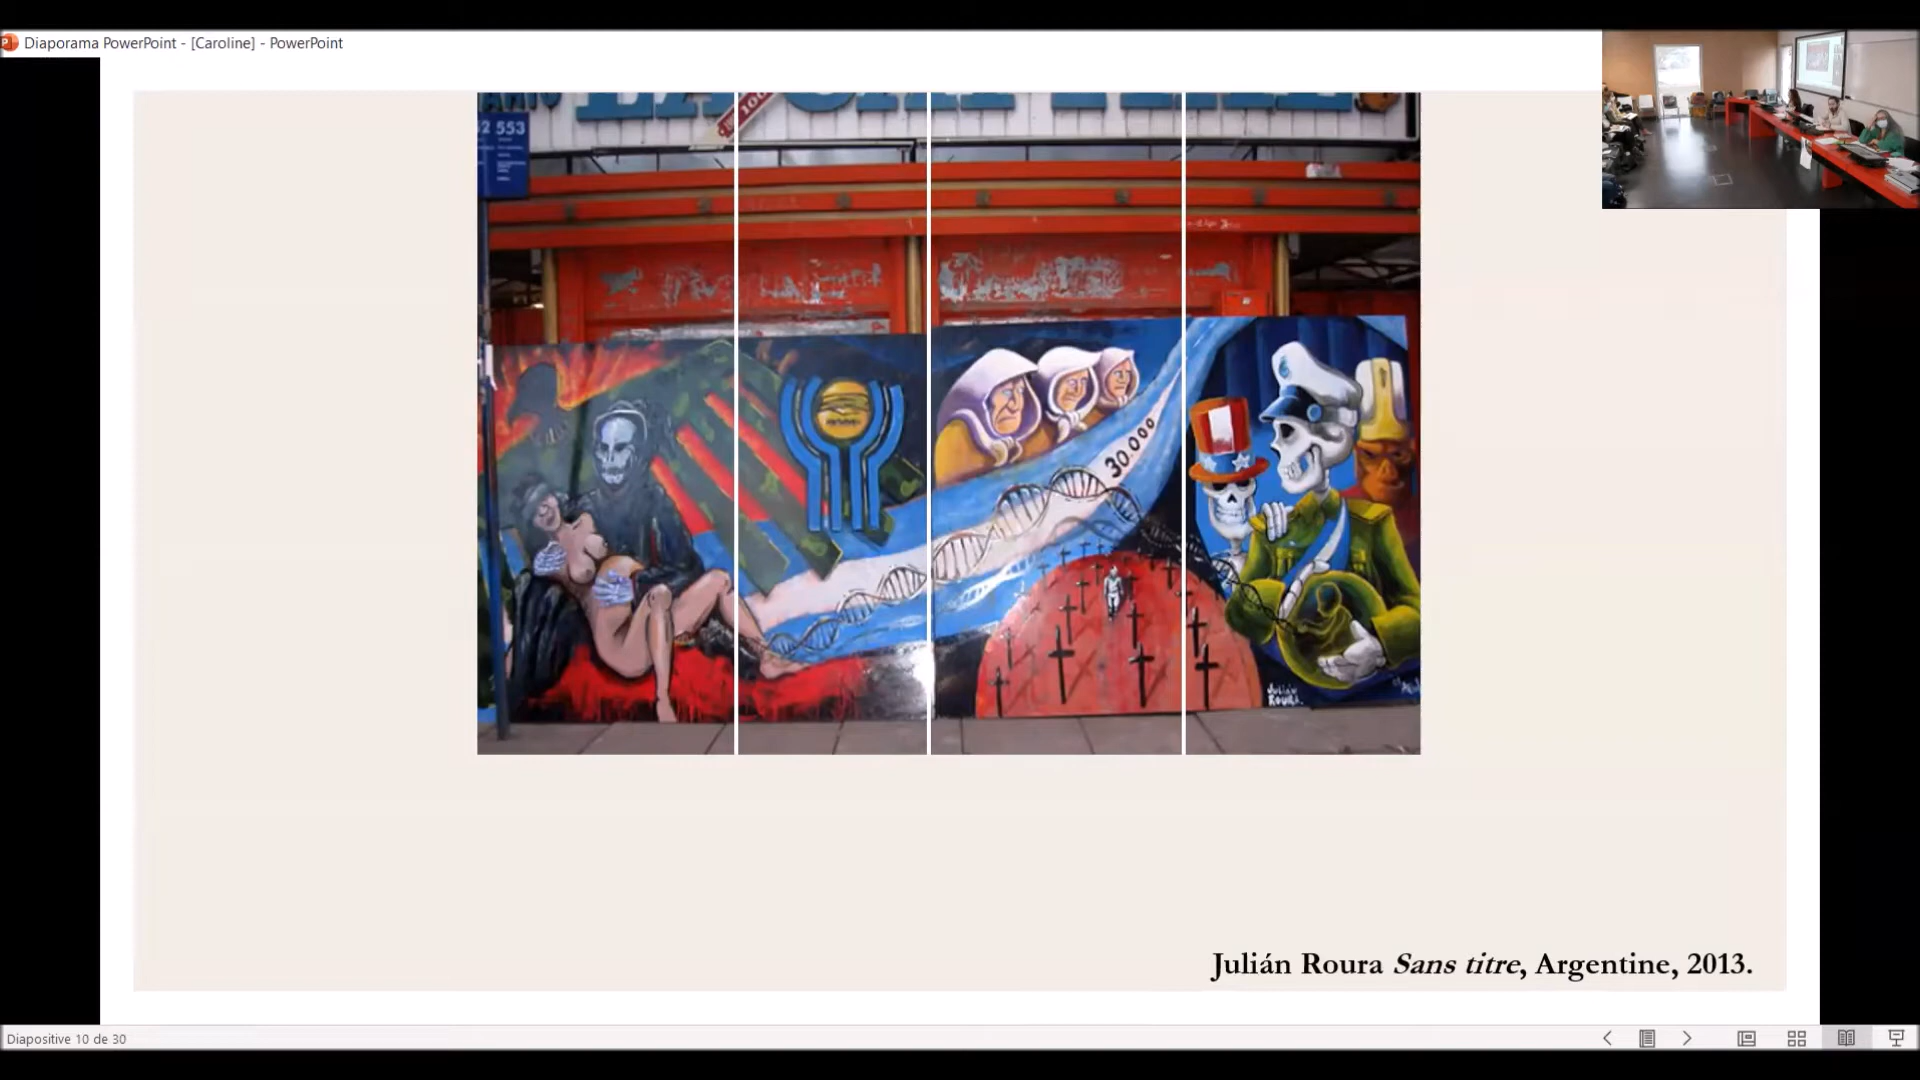 Diaporama PowerPoint - [Caroline] - PowerPoint
100
553
30.000
Julián
ROURA.
Julián Roura Sans titre, Argentine, 2013.
Diapositive 10 de 30